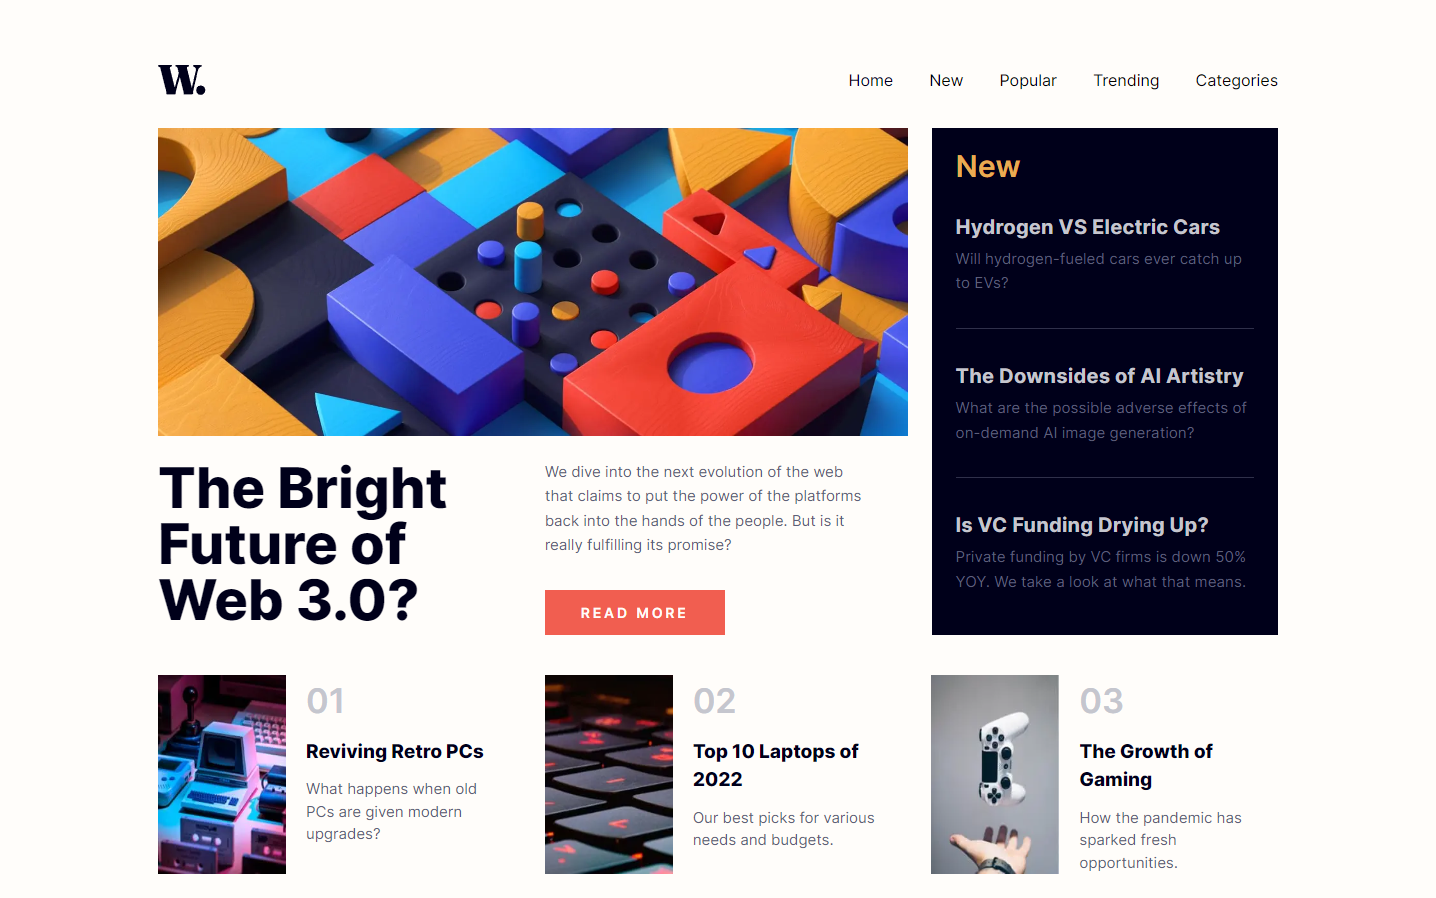 W.
Home New Popular Trending Categories
New
Hydrogen VS Electric Cars
Will hydrogen-fueled cars ever catch up
to EVs?
The Downsides of AI Artistry
What are the possible adverse effects of
on-demand AI image generation?
Is VC Funding Drying Up?
Private funding by VC firms is down 50%
YOY. We take a look at what that means.
The Bright
Future of
Web 3.0?
We dive into the next evolution of the web
that claims to put the power of the platforms
back into the hands of the people. But is it
really fulfilling its promise?
READ MORE
01
Reviving Retro PCs
What happens when old
PCs are given modern
upgrades?
02
Top 10 Laptops of
2022
Our best picks for various
needs and budgets.
03
The Growth of
Gaming
How the pandemic has
sparked fresh
opportunities.